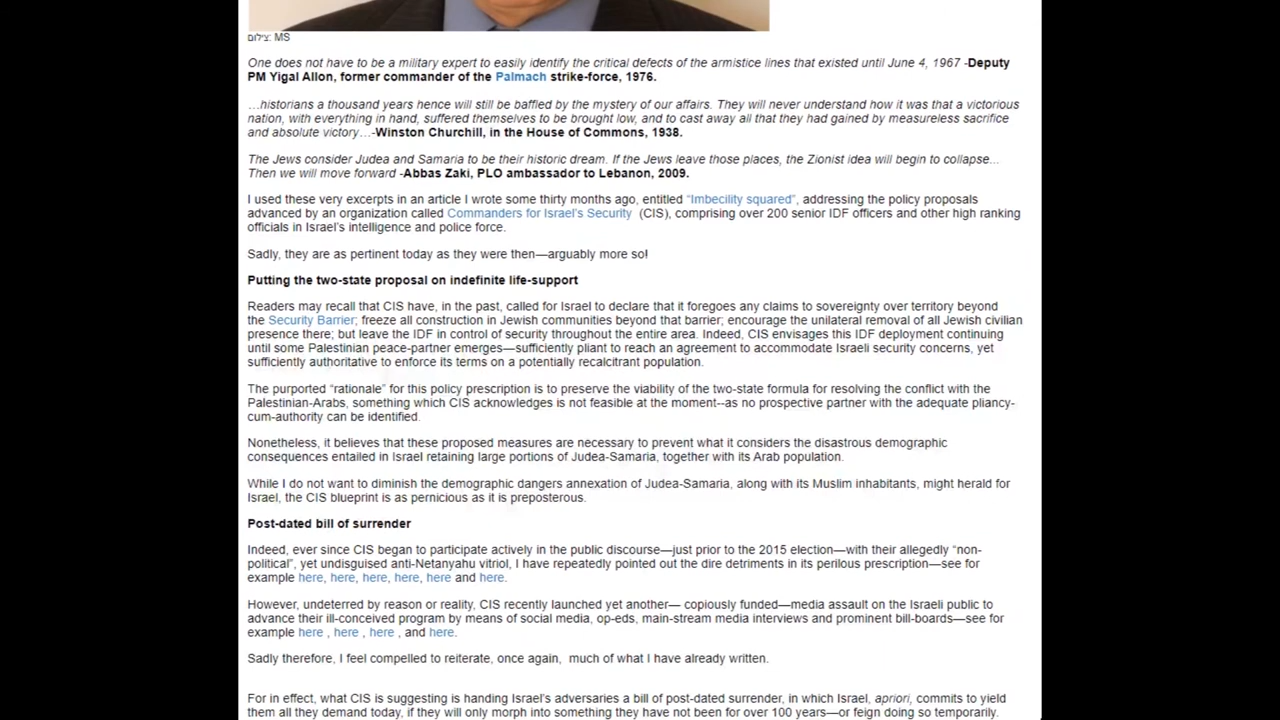 צילום: MS
One does not have to be a military expert to easily identify the critical defects of the armistice lines that existed until June 4, 1967 -Deputy
PM Yigal Allon, former commander of the Palmach strike-force, 1976.
…historians a thousand years hence will still be baffled by the mystery of our affairs. They will never understand how it was that a victorious
nation, with everything in hand, suffered themselves to be brought low, and to cast away all that they had gained by measureless sacrifice
and absolute victory…-Winston Churchill, in the House of Commons, 1938.
The Jews consider Judea and Samaria to be their historic dream. If the Jews leave those places, the Zionist idea will begin to collapse...
Then we will move forward -Abbas Zaki, PLO ambassador to Lebanon, 2009.
I used these very excerpts in an article I wrote some thirty months ago, entitled “Imbecility squared”, addressing the policy proposals
advanced by an organization called Commanders for Israel’s Security (CIS), comprising over 200 senior IDF officers and other high ranking
officials in Israel’s intelligence and police force.
Sadly, they are as pertinent today as they were then—arguably more so!
Putting the two-state proposal on indefinite life-support
Readers may recall that CIS have, in the past, called for Israel to declare that it foregoes any claims to sovereignty over territory beyond
the Security Barrier; freeze all construction in Jewish communities beyond that barrier; encourage the unilateral removal of all Jewish civilian
presence there; but leave the IDF in control of security throughout the entire area. Indeed, CIS envisages this IDF deployment continuing
until some Palestinian peace-partner emerges—sufficiently pliant to reach an agreement to accommodate Israeli security concerns, yet
sufficiently authoritative to enforce its terms on a potentially recalcitrant population.
The purported “rationale” for this policy prescription is to preserve the viability of the two-state formula for resolving the conflict with the
Palestinian-Arabs, something which CIS acknowledges is not feasible at the moment--as no prospective partner with the adequate pliancy-
cum-authority can be identified.
Nonetheless, it believes that these proposed measures are necessary to prevent what it considers the disastrous demographic
consequences entailed in Israel retaining large portions of Judea-Samaria, together with its Arab population.
While I do not want to diminish the demographic dangers annexation of Judea-Samaria, along with its Muslim inhabitants, might herald for
Israel, the CIS blueprint is as pernicious as it is preposterous.
Post-dated bill of surrender
Indeed, ever since CIS began to participate actively in the public discourse—just prior to the 2015 election—with their allegedly “non-
political”, yet undisguised anti-Netanyahu vitriol, I have repeatedly pointed out the dire detriments in its perilous prescription—see for
example here, here, here, here, here and here.
However, undeterred by reason or reality, CIS recently launched yet another— copiously funded—media assault on the Israeli public to
advance their ill-conceived program by means of social media, op-eds, main-stream media interviews and prominent bill-boards—see for
example here , here , here , and here.
Sadly therefore, I feel compelled to reiterate, once again, much of what I have already written.
For in effect, what CIS is suggesting is handing Israel’s adversaries a bill of post-dated surrender, in which Israel, apriori, commits to yield
them all they demand today, if they will only morph into something they have not been for over 100 years—or feign doing so temporarily.